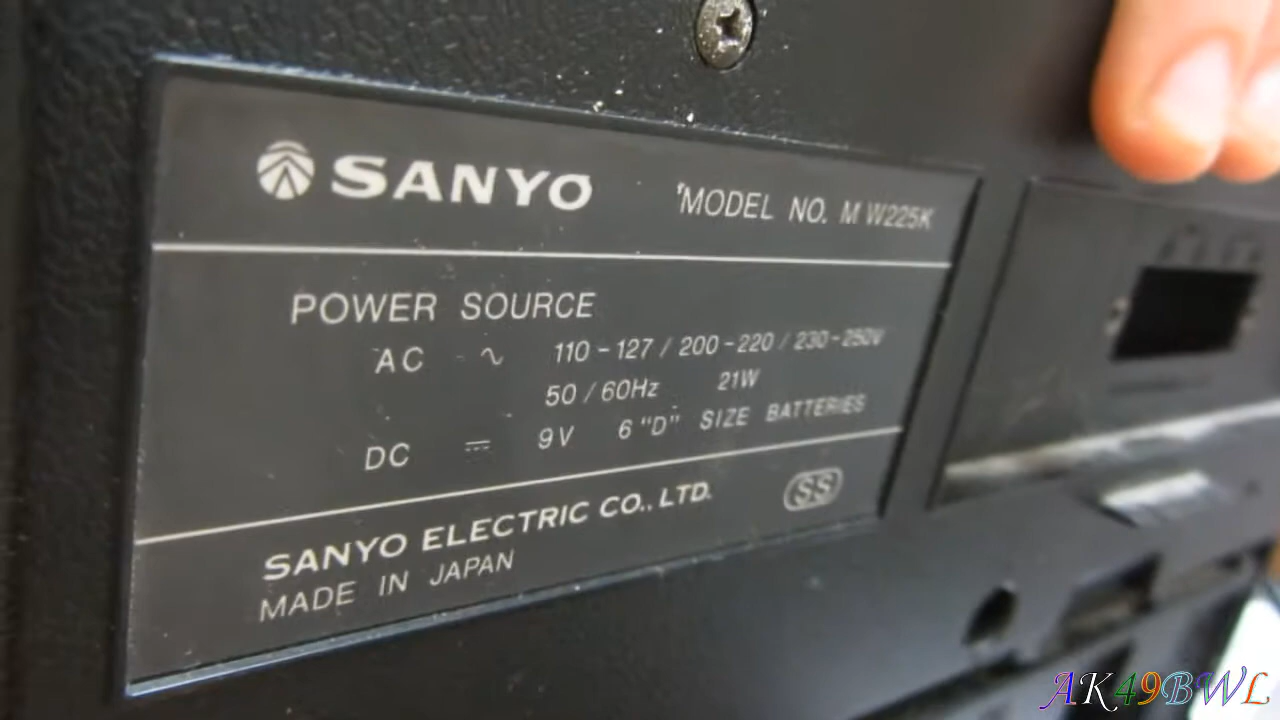 SANYO MODEL NO. M W225K
POWER SOURCE
AC ~ 110-127 / 200-220 / 230-250V
50 / 60Hz 21W
DC ⎓ 9V 6 "D" SIZE BATTERIES
SANYO ELECTRIC CO., LTD.
SS
MADE IN JAPAN
AK49BWL